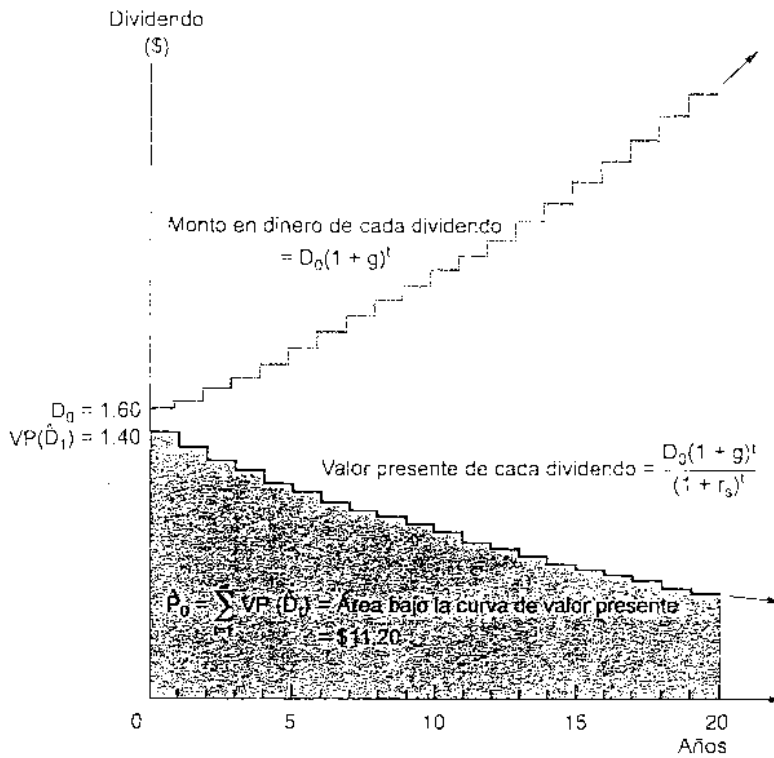 Dividendo
($)
Monto en dinero de cada dividendo
= D₀(1 + g)ᵗ
D₀ = 1.60
VP(D̂₁) = 1.40
Valor presente de cada dividendo = D₀(1 + g)ᵗ / (1 + rₛ)ᵗ
P̂₀ = ∑ VP (D̂ₜ) = Área bajo la curva de valor presente
t=1
= $11.20
0 5 10 15 20
Años